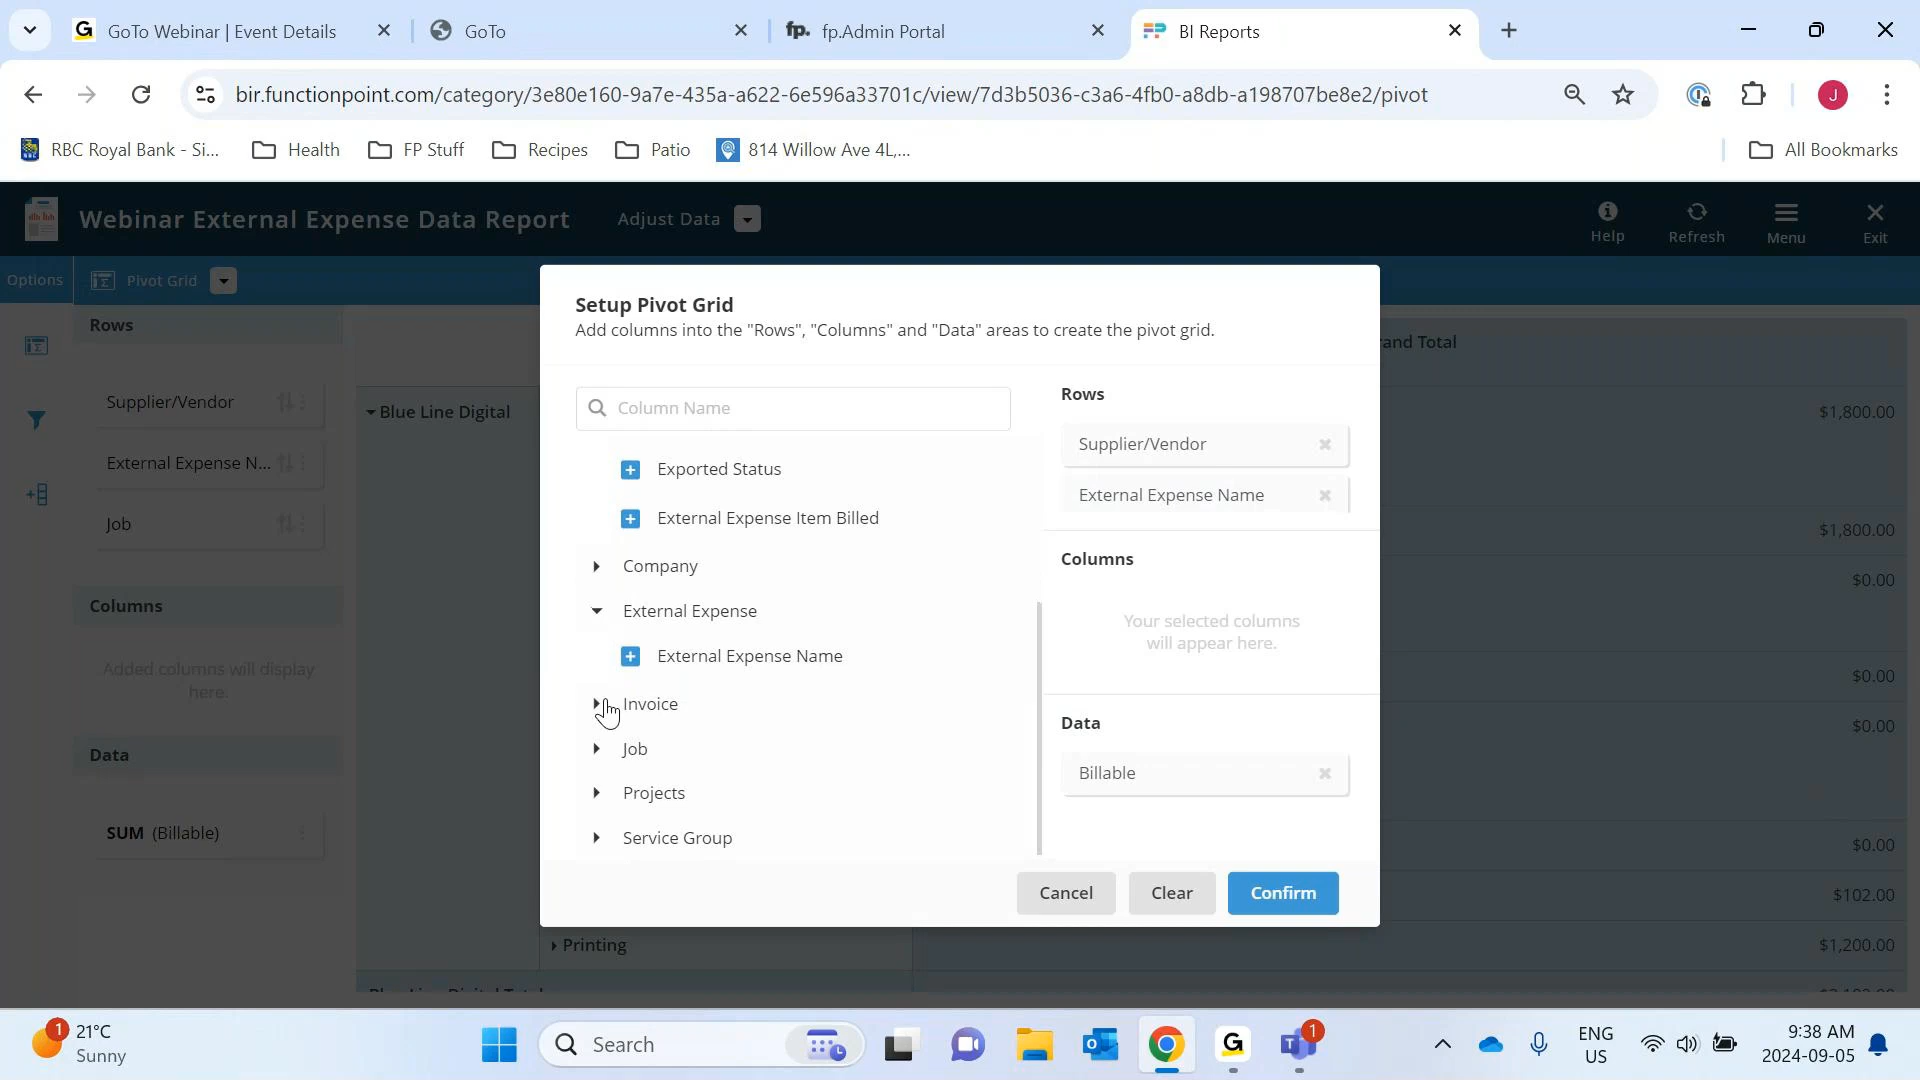 GoTo Webinar | Event Details
GoTo
fp. fp.Admin Portal
BI Reports
bir.functionpoint.com/category/3e80e160-9a7e-435a-a622-6e596a33701c/view/7d3b5036-c3a6-4fb0-a8db-a198707be8e2/pivot
J
RBC Royal Bank - Si...
Health
FP Stuff
Recipes
Patio
814 Willow Ave 4L,...
All Bookmarks
Webinar External Expense Data Report
Adjust Data
Help
Refresh
Menu
Exit
Options
Pivot Grid
Rows
Supplier/Vendor
External Expense N...
Job
Columns
Added columns will display
here.
Data
SUM (Billable)
Blue Line Digital
Setup Pivot Grid
Add columns into the "Rows", "Columns" and "Data" areas to create the pivot grid.
Column Name
Exported Status
External Expense Item Billed
Company
External Expense
External Expense Name
Invoice
Job
Projects
Service Group
Rows
Supplier/Vendor
External Expense Name
Columns
Your selected columns
will appear here.
Data
Billable
Cancel
Clear
Confirm
and Total
$1,800.00
$1,800.00
$0.00
$0.00
$0.00
$0.00
$102.00
Printing
$1,200.00
1
21°C
Sunny
Search
1
ENG
US
9:38 AM
2024-09-05